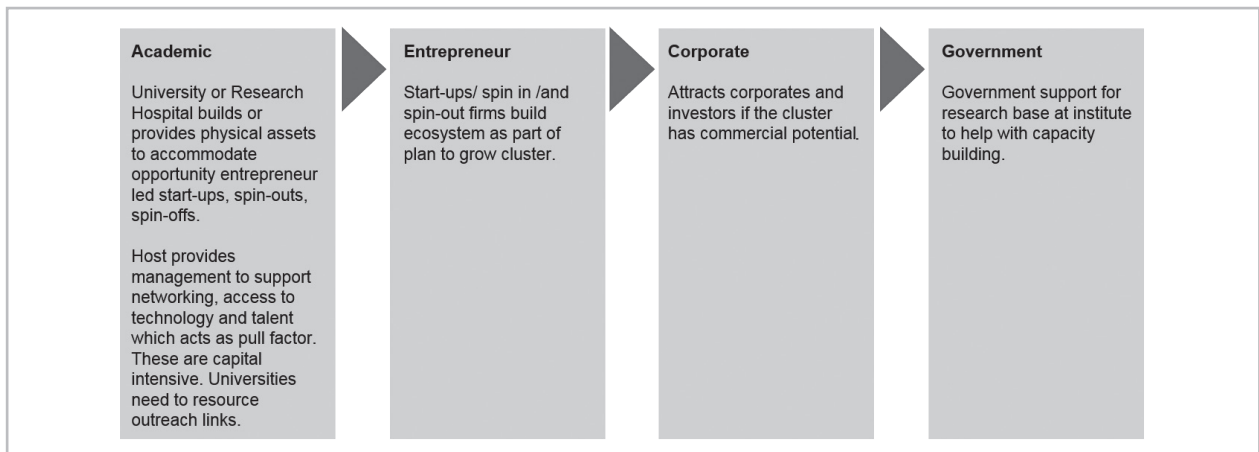 Academic
University or Research
Hospital builds or
provides physical assets
to accommodate
opportunity entrepreneur
led start-ups, spin-outs,
spin-offs.
Host provides
management to support
networking, access to
technology and talent
which acts as pull factor.
These are capital
intensive. Universities
need to resource
outreach links.
Entrepreneur
Start-ups/ spin in /and
spin-out firms build
ecosystem as part of
plan to grow cluster.
Corporate
Attracts corporates and
investors if the cluster
has commercial potential.
Government
Government support for
research base at institute
to help with capacity
building.